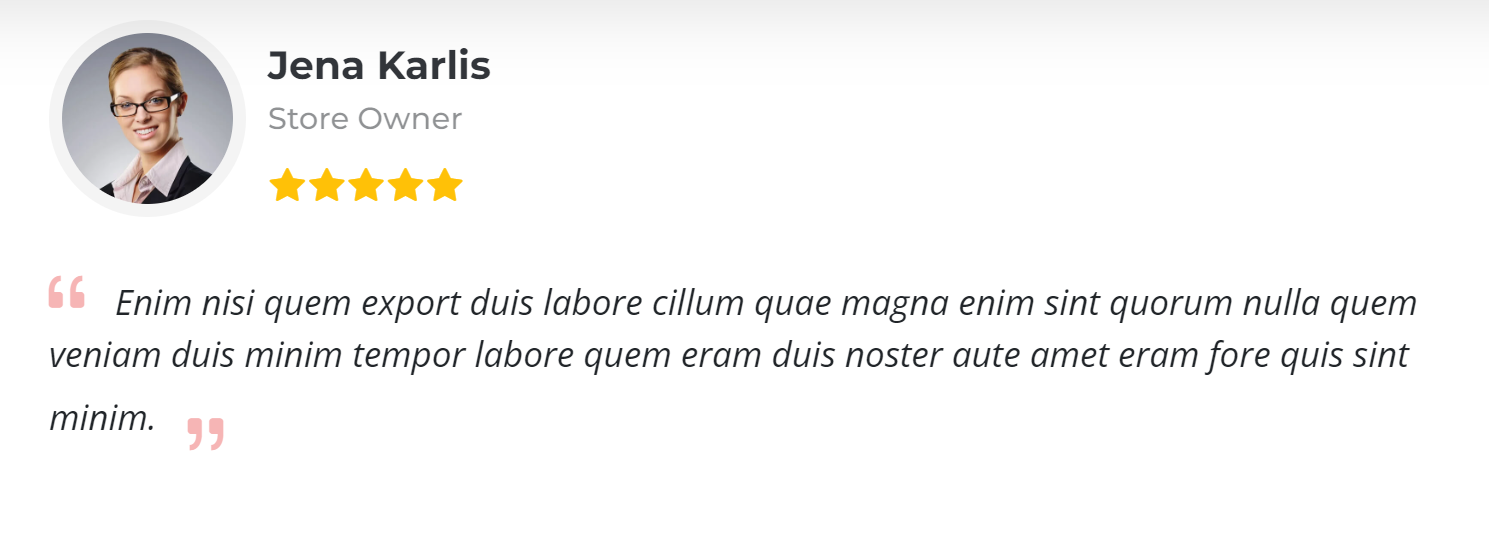 Jena Karlis
Store Owner
“ Enim nisi quem export duis labore cillum quae magna enim sint quorum nulla quem
veniam duis minim tempor labore quem eram duis noster aute amet eram fore quis sint
minim. ”